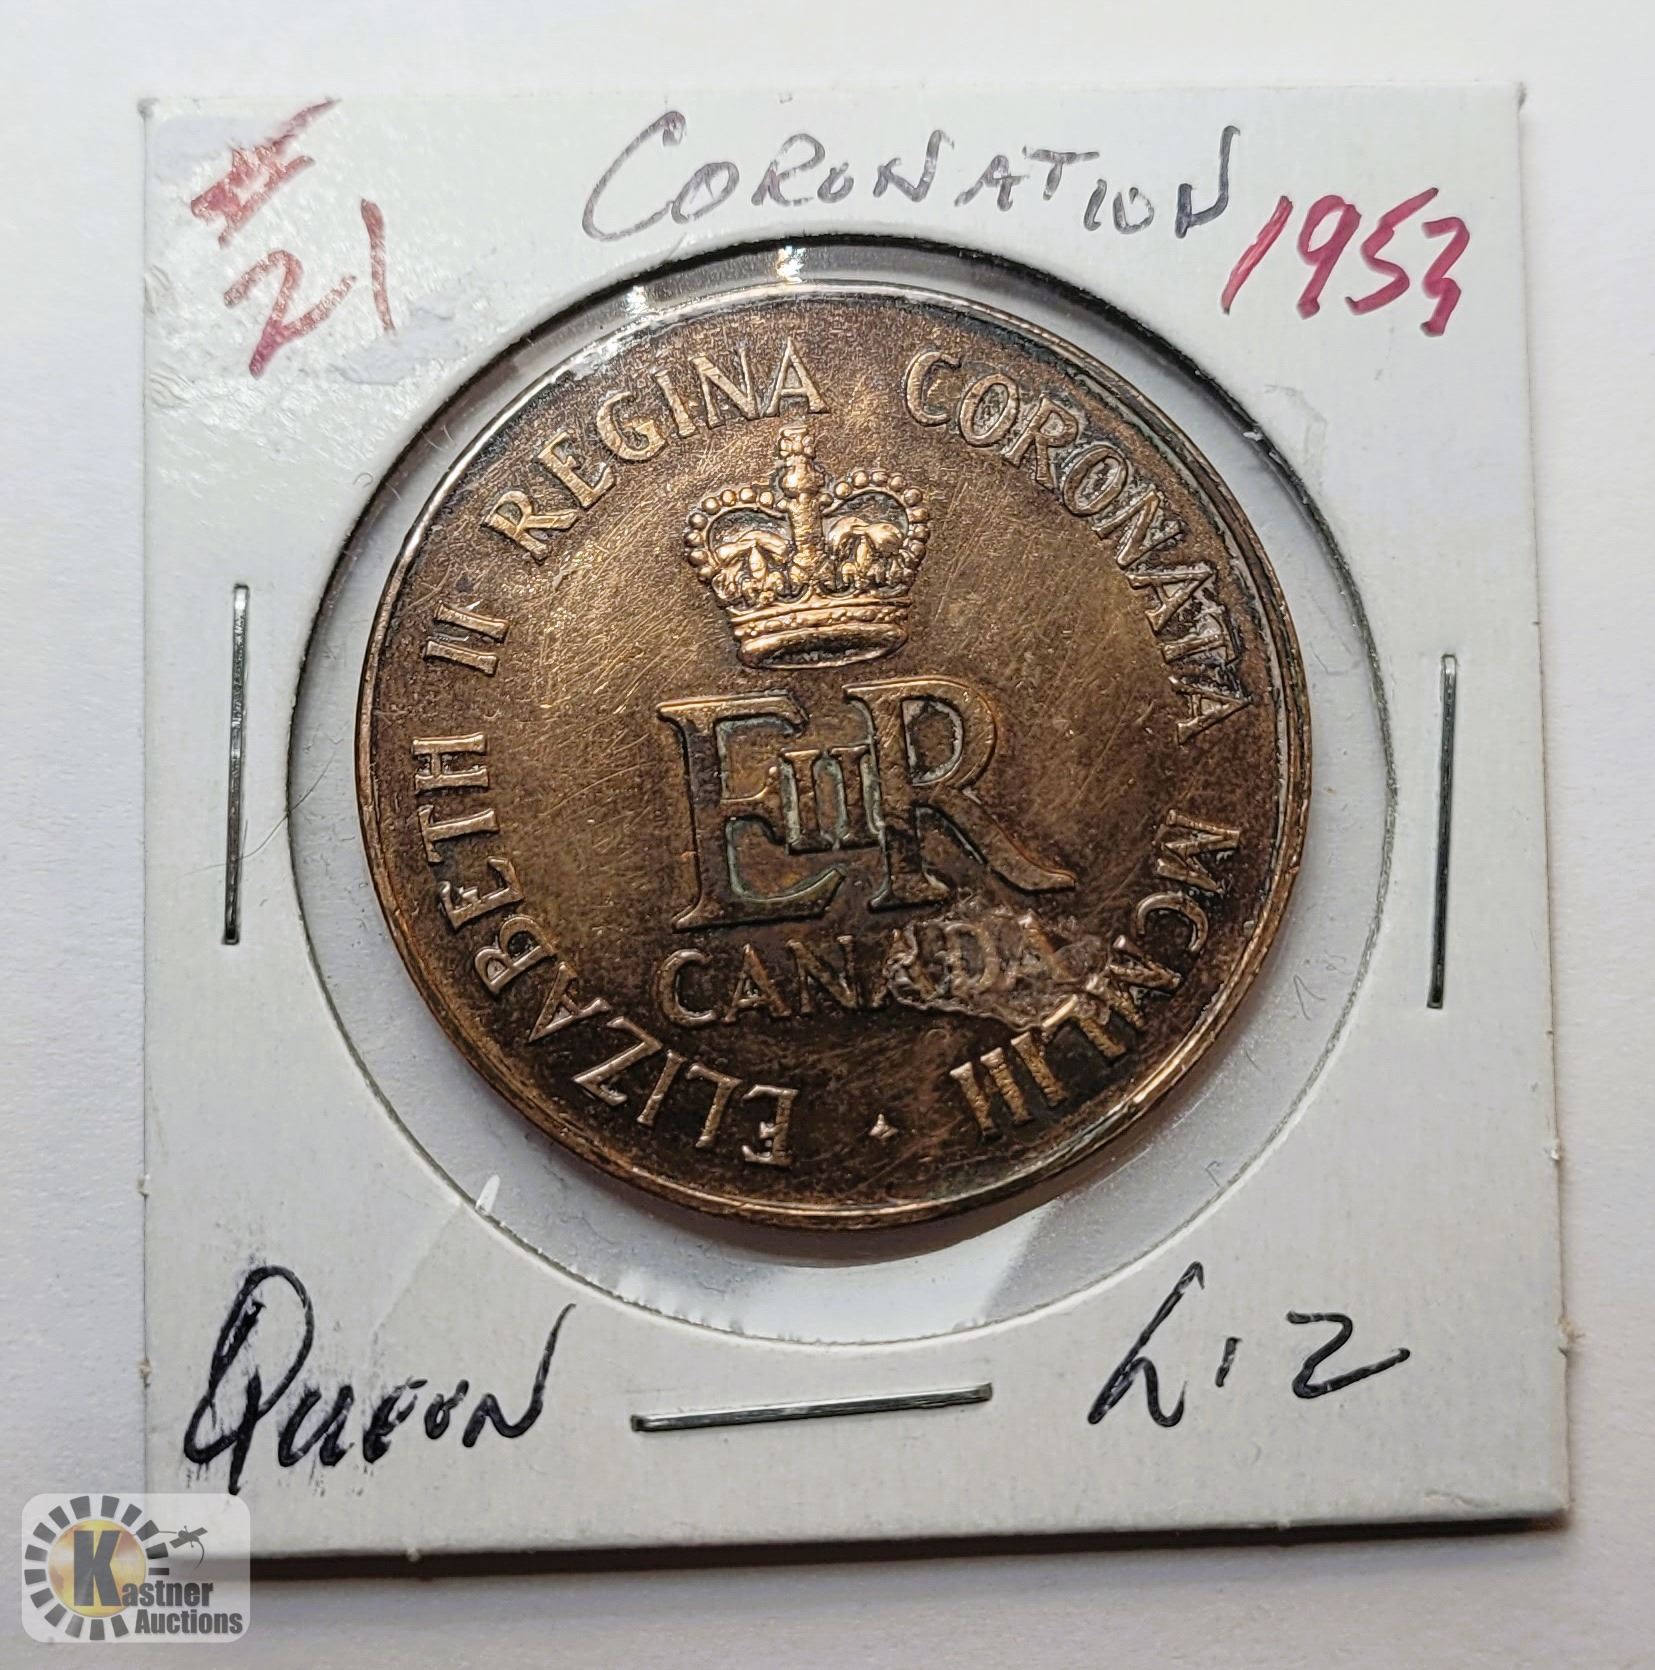 # CORONATION
21 1953
ELIZABETH II REGINA CORONATA MCMLIII
EIIR
CANADA
QUEEN LIZ
Kastner
Auctions